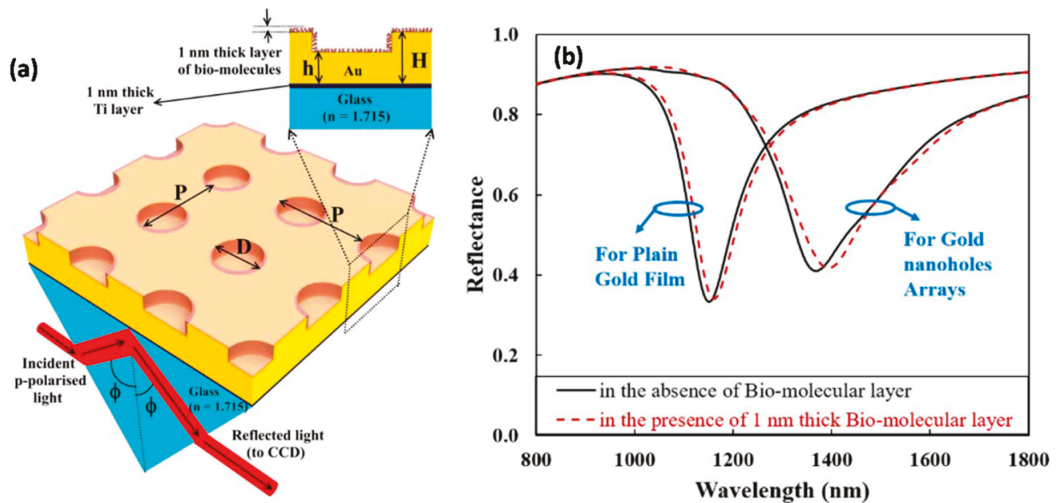 (a)
1 nm thick layer
of bio-molecules
1 nm thick
Ti layer
h
Au
H
Glass
(n = 1.715)
P
P
D
Incident
p-polarised
light
ϕ
ϕ
Glass
(n = 1.715)
Reflected light
(to CCD)
(b)
Reflectance
1.0
0.8
0.6
0.4
0.2
0.0
For Plain
Gold Film
For Gold
nanoholes
Arrays
in the absence of Bio-molecular layer
in the presence of 1 nm thick Bio-molecular layer
800
1000
1200
1400
1600
1800
Wavelength (nm)